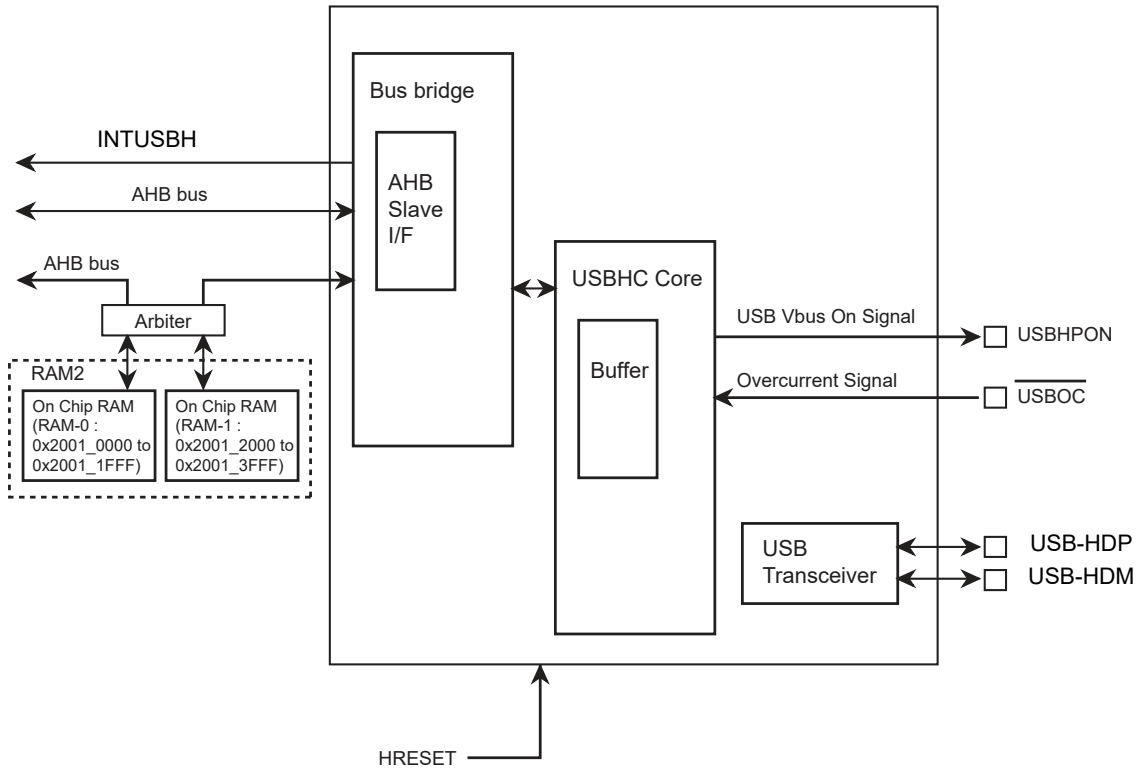 Bus bridge
INTUSBH
AHB
Slave
I/F
AHB bus
AHB bus
Arbiter
RAM2
On Chip RAM
(RAM-0 :
0x2001_0000 to
0x2001_1FFF)
On Chip RAM
(RAM-1 :
0x2001_2000 to
0x2001_3FFF)
USBHC Core
Buffer
USB Vbus On Signal
USBHPON
Overcurrent Signal
USBOC
USB
Transceiver
USB-HDP
USB-HDM
HRESET